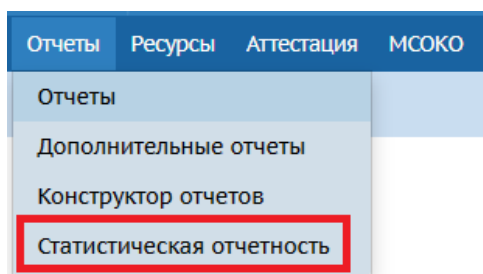 Отчеты Ресурсы Аттестация МСОКО
Отчеты
Дополнительные отчеты
Конструктор отчетов
Статистическая отчетность